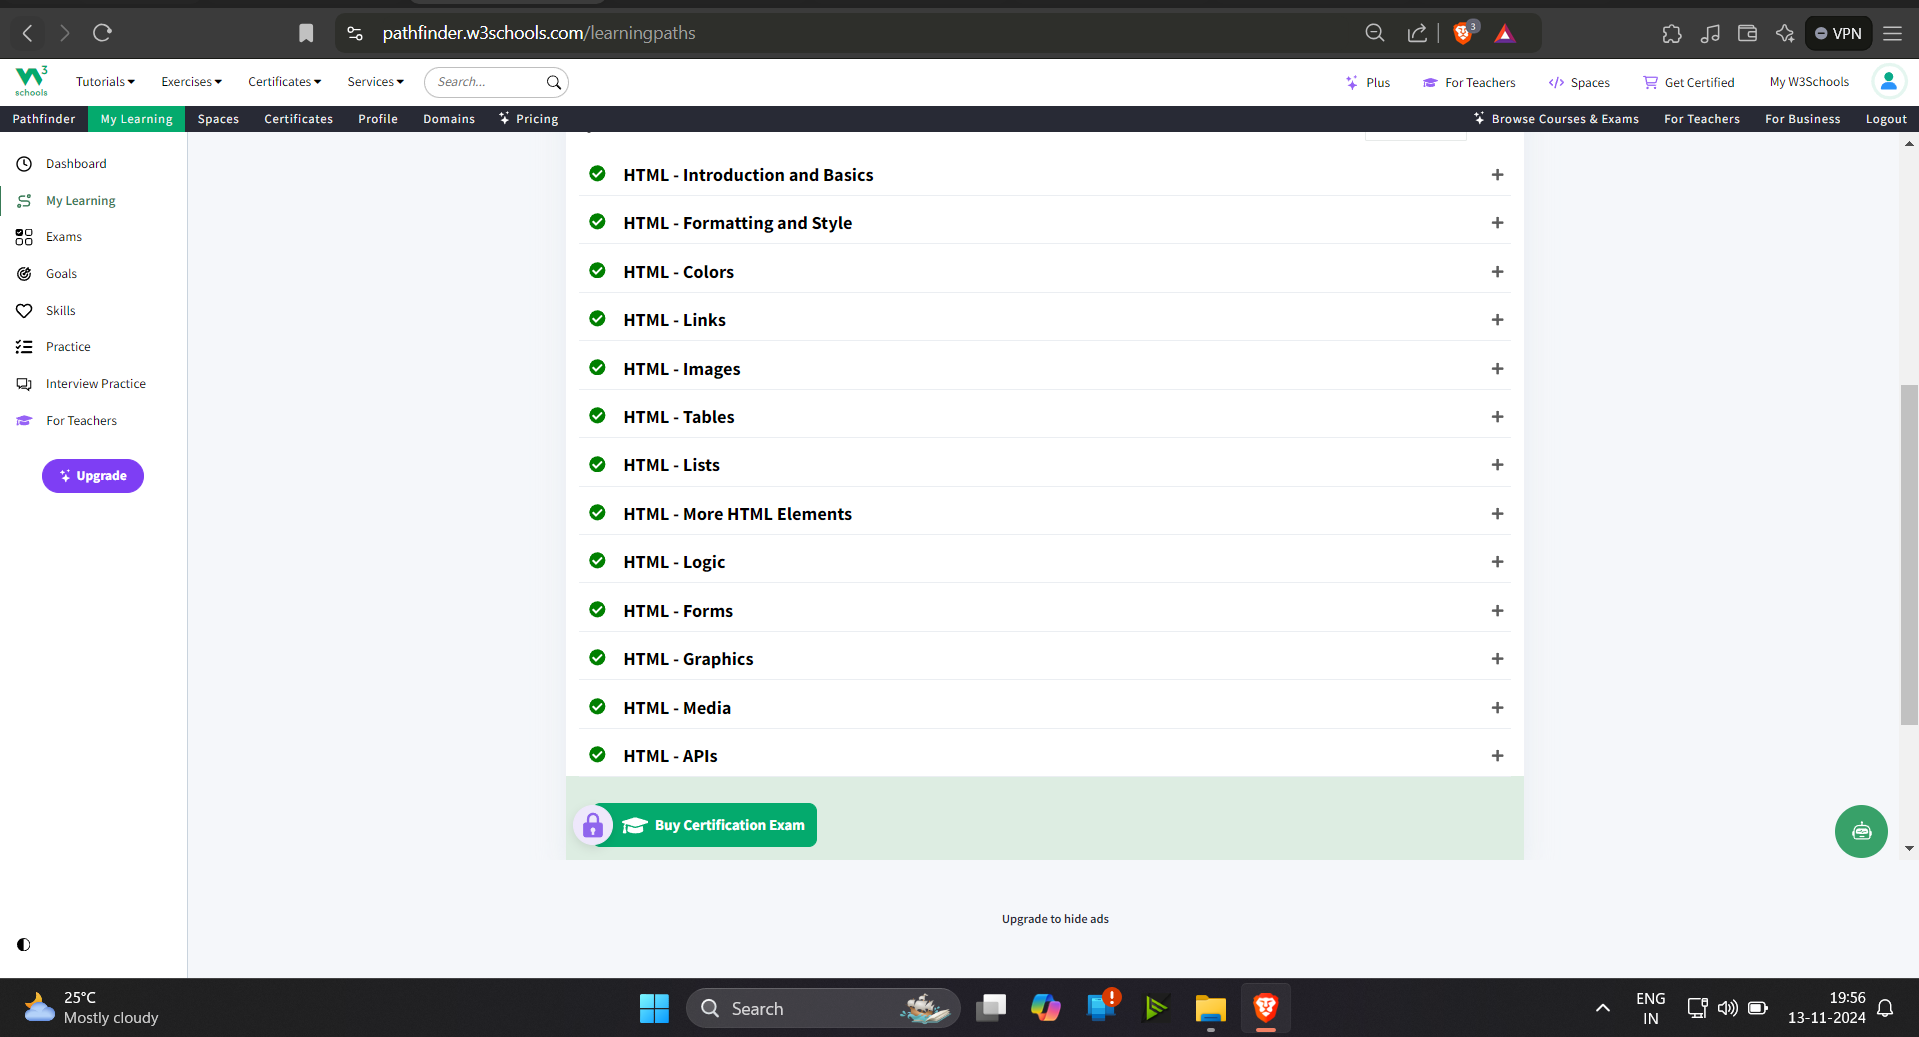 pathfinder.w3schools.com/learningpaths
3
VPN
W3
schools
Tutorials
Exercises
Certificates
Services
Search...
Plus
For Teachers
Spaces
Get Certified
My W3Schools
Pathfinder
My Learning
Spaces
Certificates
Profile
Domains
Pricing
Browse Courses & Exams
For Teachers
For Business
Logout
Dashboard
My Learning
Exams
Goals
Skills
Practice
Interview Practice
For Teachers
Upgrade
HTML - Introduction and Basics
HTML - Formatting and Style
HTML - Colors
HTML - Links
HTML - Images
HTML - Tables
HTML - Lists
HTML - More HTML Elements
HTML - Logic
HTML - Forms
HTML - Graphics
HTML - Media
HTML - APIs
Buy Certification Exam
Upgrade to hide ads
25°C
Mostly cloudy
Search
ENG
IN
19:56
13-11-2024